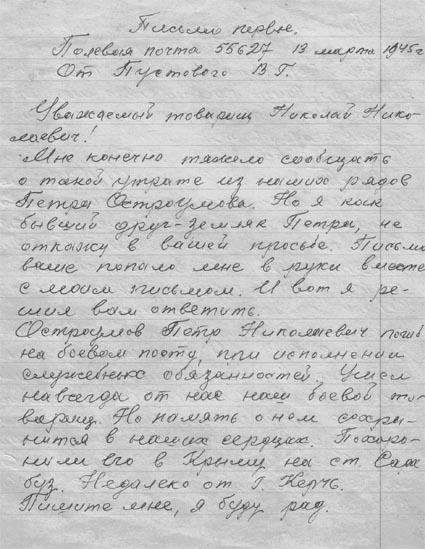 Письмо первое.
Полевая почта 55627 13 марта 1945 г
От Пустового В.Г.
Уважаемый товарищ Николай Нико-
лаевич!
Мне конечно тяжело сообщать
о такой утрате из наших рядов
Петра Остроумова. Но я как
бывший друг-земляк Петра, не
откажу в вашей просьбе. Письмо
ваше попало мне в руки вместе
с моим письмом. И вот я ре-
шил вам ответить.
Остроумов Петр Николаевич погиб
на боевом посту, при исполнении
служебных обязанностей. Ушел
навсегда от нас наш боевой то-
варищ. Но память о нем сохра-
нится в наших сердцах. Похоро-
нили его в Крыму на ст. Сала
буз. Недалеко от г. Керчь.
Пишите мне, я буду рад.